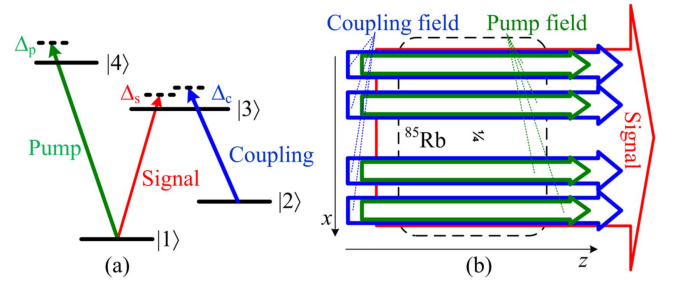 Δp
|4⟩
Δs
Δc
|3⟩
Pump
Signal
Coupling
|2⟩
|1⟩
(a)
Coupling field
Pump field
x
⁸⁵Rb
Signal
z
(b)